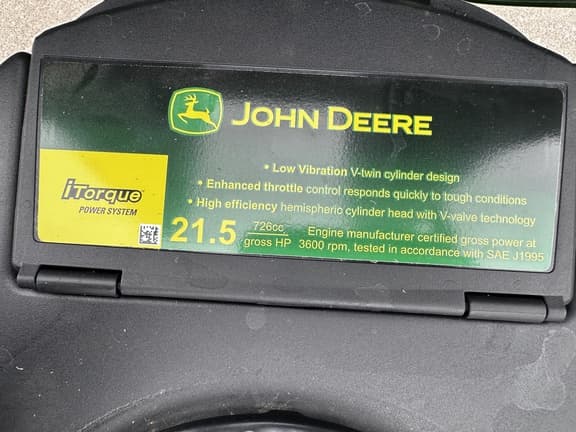 JOHN DEERE
• Low Vibration V-twin cylinder design
• Enhanced throttle control responds quickly to tough conditions
• High efficiency hemispheric cylinder head with V-valve technology
iTorque
POWER SYSTEM
21.5
726cc
gross HP
Engine manufacturer certified gross power at
3600 rpm, tested in accordance with SAE J1995